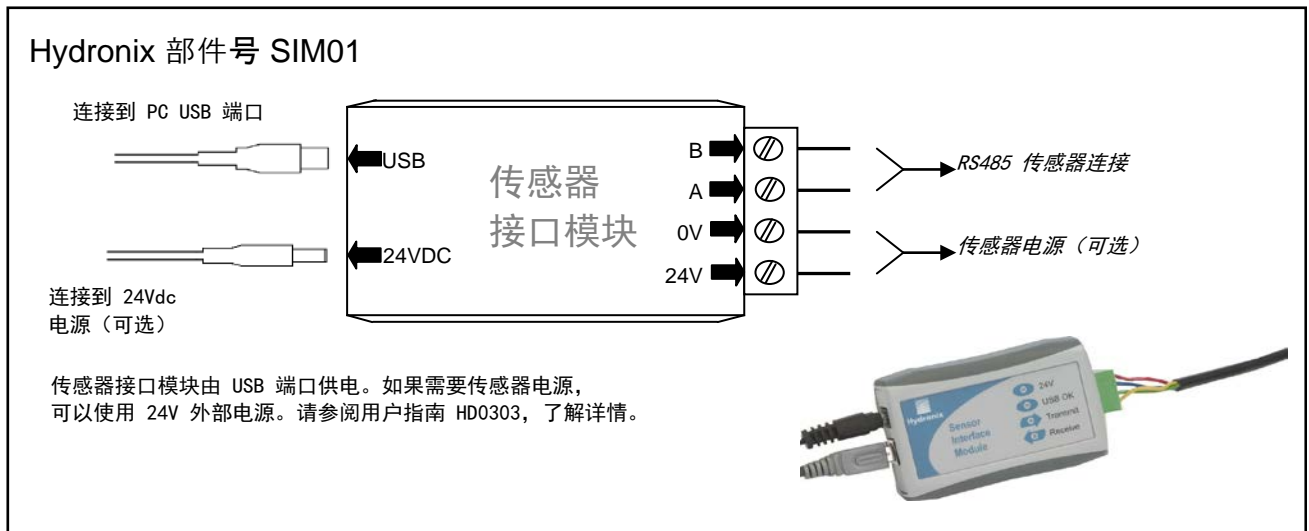 Hydronix 部件号 SIM01
连接到 PC USB 端口
USB
24VDC
连接到 24Vdc
电源（可选）
传感器
接口模块
B
A
0V
24V
RS485 传感器连接
传感器电源（可选）
传感器接口模块由 USB 端口供电。如果需要传感器电源，
可以使用 24V 外部电源。请参阅用户指南 HD0303，了解详情。
Hydronix
Sensor
Interface
Module
24V
USB OK
Transmit
Receive